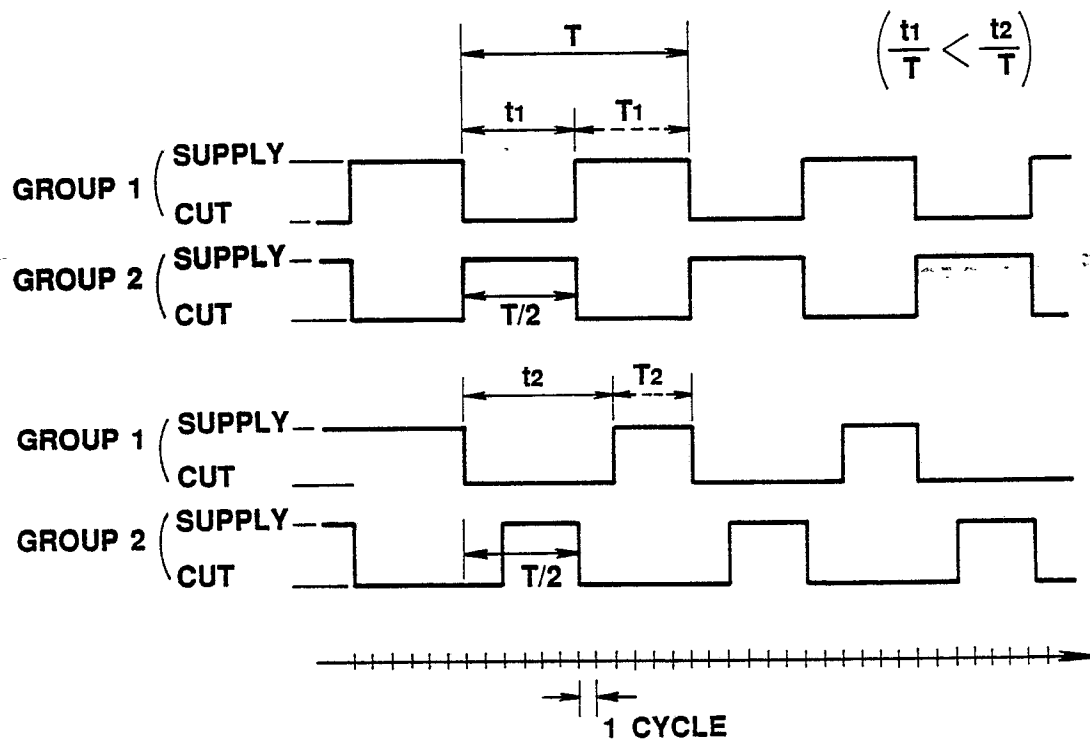 T
(t1/T < t2/T)
t1 T1
GROUP 1 ( SUPPLY
CUT
GROUP 2 ( SUPPLY
CUT
T/2
t2 T2
GROUP 1 ( SUPPLY
CUT
GROUP 2 ( SUPPLY
CUT
T/2
1 CYCLE